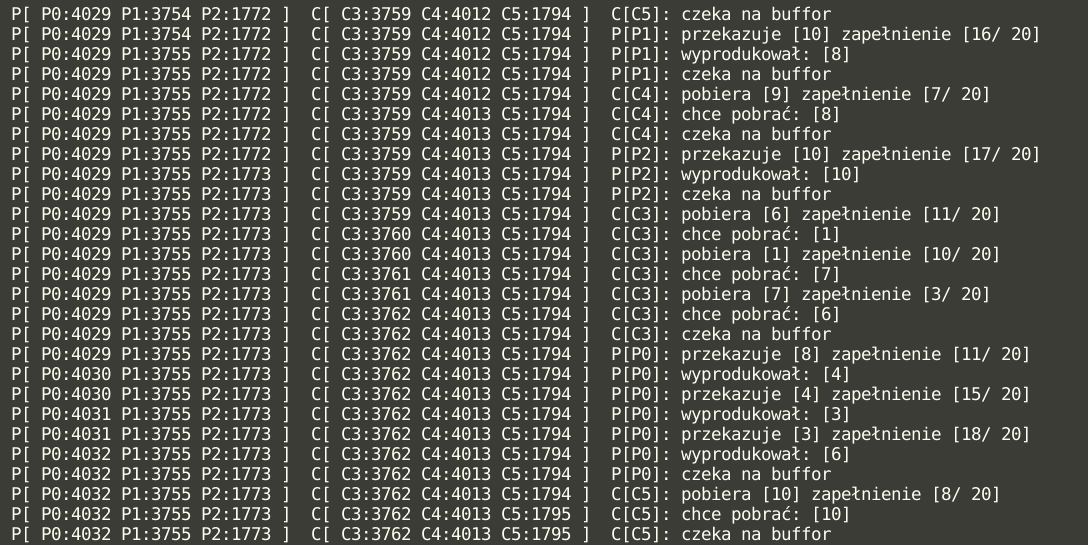 P[ P0:4029 P1:3754 P2:1772 ]  C[ C3:3759 C4:4012 C5:1794 ]  C[C5]: czeka na buffor
P[ P0:4029 P1:3754 P2:1772 ]  C[ C3:3759 C4:4012 C5:1794 ]  P[P1]: przekazuje [10] zapełnienie [16/ 20]
P[ P0:4029 P1:3755 P2:1772 ]  C[ C3:3759 C4:4012 C5:1794 ]  P[P1]: wyprodukował: [8]
P[ P0:4029 P1:3755 P2:1772 ]  C[ C3:3759 C4:4012 C5:1794 ]  P[P1]: czeka na buffor
P[ P0:4029 P1:3755 P2:1772 ]  C[ C3:3759 C4:4012 C5:1794 ]  C[C4]: pobiera [9] zapełnienie [7/ 20]
P[ P0:4029 P1:3755 P2:1772 ]  C[ C3:3759 C4:4013 C5:1794 ]  C[C4]: chce pobrać: [8]
P[ P0:4029 P1:3755 P2:1772 ]  C[ C3:3759 C4:4013 C5:1794 ]  C[C4]: czeka na buffor
P[ P0:4029 P1:3755 P2:1772 ]  C[ C3:3759 C4:4013 C5:1794 ]  P[P2]: przekazuje [10] zapełnienie [17/ 20]
P[ P0:4029 P1:3755 P2:1773 ]  C[ C3:3759 C4:4013 C5:1794 ]  P[P2]: wyprodukował: [10]
P[ P0:4029 P1:3755 P2:1773 ]  C[ C3:3759 C4:4013 C5:1794 ]  P[P2]: czeka na buffor
P[ P0:4029 P1:3755 P2:1773 ]  C[ C3:3759 C4:4013 C5:1794 ]  C[C3]: pobiera [6] zapełnienie [11/ 20]
P[ P0:4029 P1:3755 P2:1773 ]  C[ C3:3760 C4:4013 C5:1794 ]  C[C3]: chce pobrać: [1]
P[ P0:4029 P1:3755 P2:1773 ]  C[ C3:3760 C4:4013 C5:1794 ]  C[C3]: pobiera [1] zapełnienie [10/ 20]
P[ P0:4029 P1:3755 P2:1773 ]  C[ C3:3761 C4:4013 C5:1794 ]  C[C3]: chce pobrać: [7]
P[ P0:4029 P1:3755 P2:1773 ]  C[ C3:3761 C4:4013 C5:1794 ]  C[C3]: pobiera [7] zapełnienie [3/ 20]
P[ P0:4029 P1:3755 P2:1773 ]  C[ C3:3762 C4:4013 C5:1794 ]  C[C3]: chce pobrać: [6]
P[ P0:4029 P1:3755 P2:1773 ]  C[ C3:3762 C4:4013 C5:1794 ]  C[C3]: czeka na buffor
P[ P0:4029 P1:3755 P2:1773 ]  C[ C3:3762 C4:4013 C5:1794 ]  P[P0]: przekazuje [8] zapełnienie [11/ 20]
P[ P0:4030 P1:3755 P2:1773 ]  C[ C3:3762 C4:4013 C5:1794 ]  P[P0]: wyprodukował: [4]
P[ P0:4030 P1:3755 P2:1773 ]  C[ C3:3762 C4:4013 C5:1794 ]  P[P0]: przekazuje [4] zapełnienie [15/ 20]
P[ P0:4031 P1:3755 P2:1773 ]  C[ C3:3762 C4:4013 C5:1794 ]  P[P0]: wyprodukował: [3]
P[ P0:4031 P1:3755 P2:1773 ]  C[ C3:3762 C4:4013 C5:1794 ]  P[P0]: przekazuje [3] zapełnienie [18/ 20]
P[ P0:4032 P1:3755 P2:1773 ]  C[ C3:3762 C4:4013 C5:1794 ]  P[P0]: wyprodukował: [6]
P[ P0:4032 P1:3755 P2:1773 ]  C[ C3:3762 C4:4013 C5:1794 ]  P[P0]: czeka na buffor
P[ P0:4032 P1:3755 P2:1773 ]  C[ C3:3762 C4:4013 C5:1794 ]  C[C5]: pobiera [10] zapełnienie [8/ 20]
P[ P0:4032 P1:3755 P2:1773 ]  C[ C3:3762 C4:4013 C5:1795 ]  C[C5]: chce pobrać: [10]
P[ P0:4032 P1:3755 P2:1773 ]  C[ C3:3762 C4:4013 C5:1795 ]  C[C5]: czeka na buffor